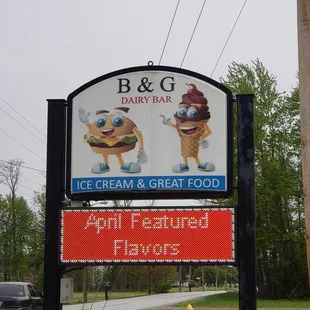 B & G
DAIRY BAR
ICE CREAM & GREAT FOOD
April Featured
Flavors